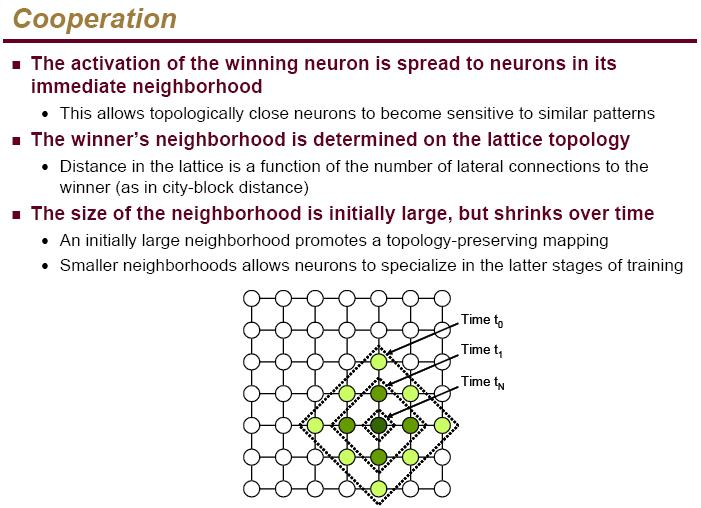 Cooperation
■ The activation of the winning neuron is spread to neurons in its
immediate neighborhood
• This allows topologically close neurons to become sensitive to similar patterns
■ The winner's neighborhood is determined on the lattice topology
• Distance in the lattice is a function of the number of lateral connections to the
winner (as in city-block distance)
■ The size of the neighborhood is initially large, but shrinks over time
• An initially large neighborhood promotes a topology-preserving mapping
• Smaller neighborhoods allows neurons to specialize in the latter stages of training
Time t0
Time t1
Time tN